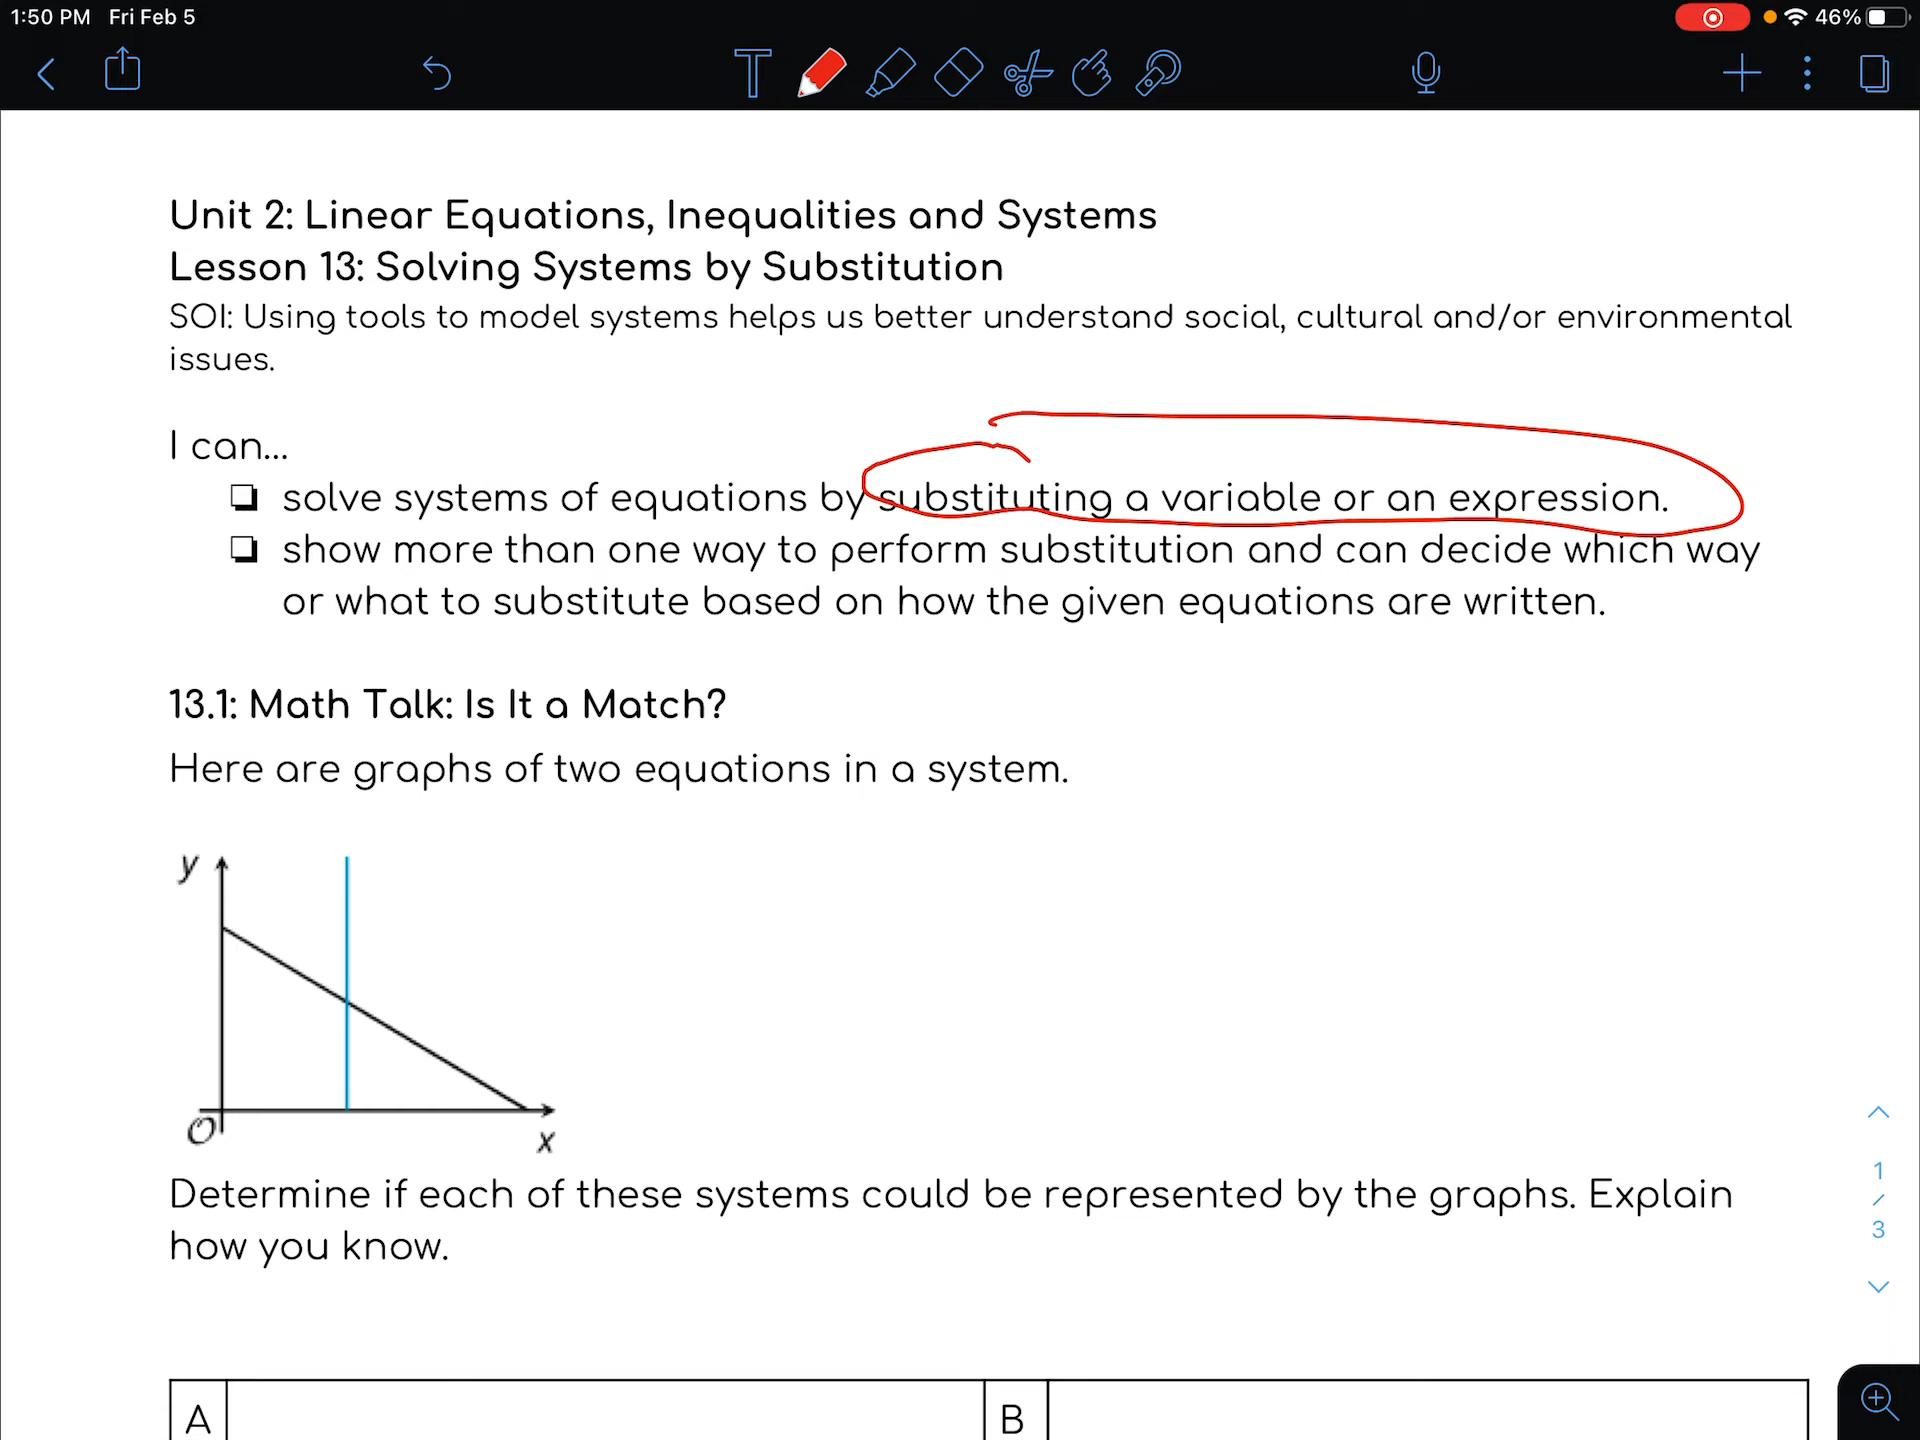 1:50 PM Fri Feb 5
46%
Unit 2: Linear Equations, Inequalities and Systems
Lesson 13: Solving Systems by Substitution
SOI: Using tools to model systems helps us better understand social, cultural and/or environmental
issues.
I can...
❏ solve systems of equations by substituting a variable or an expression.
❏ show more than one way to perform substitution and can decide which way
or what to substitute based on how the given equations are written.
13.1: Math Talk: Is It a Match?
Here are graphs of two equations in a system.
y
O
x
Determine if each of these systems could be represented by the graphs. Explain
how you know.
1
/
3
A
B